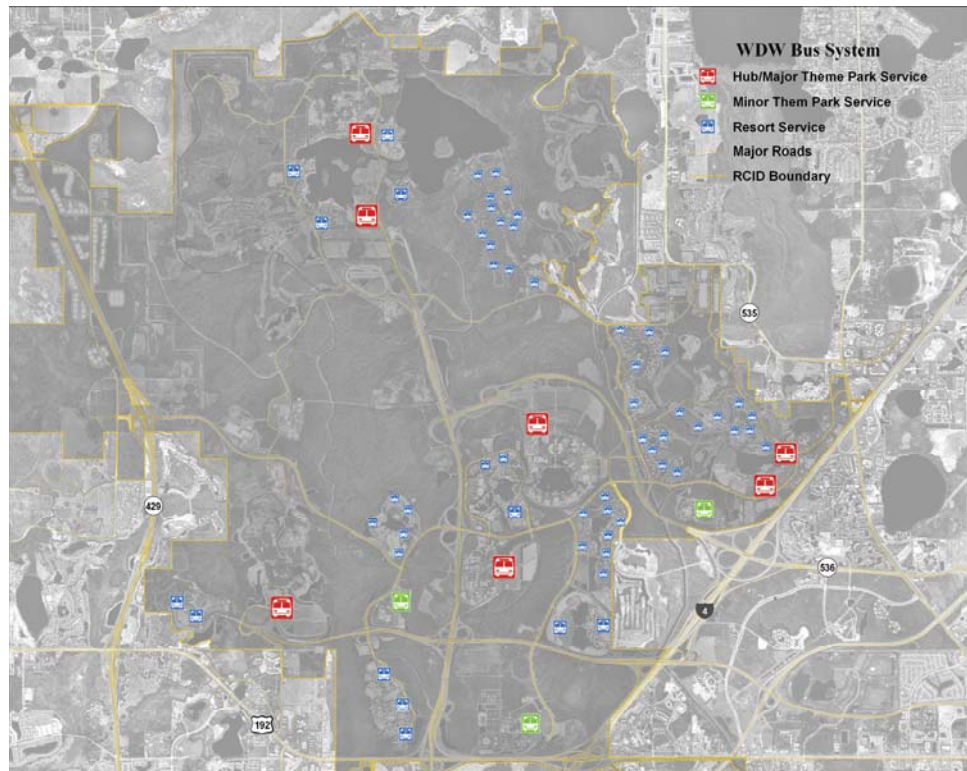 WDW Bus System
Hub/Major Theme Park Service
Minor Them Park Service
Resort Service
Major Roads
RCID Boundary
535
429
536
4
192